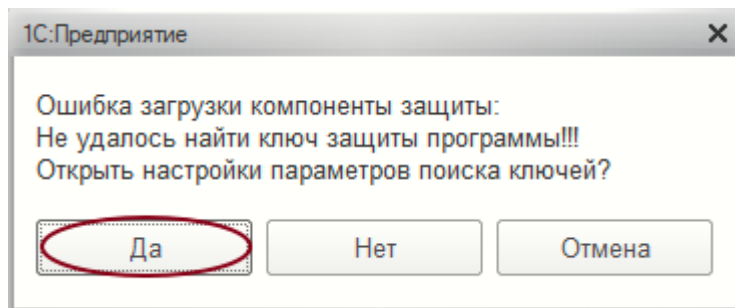 1С:Предприятие
Ошибка загрузки компоненты защиты:
Не удалось найти ключ защиты программы!!!
Открыть настройки параметров поиска ключей?
Да Нет Отмена